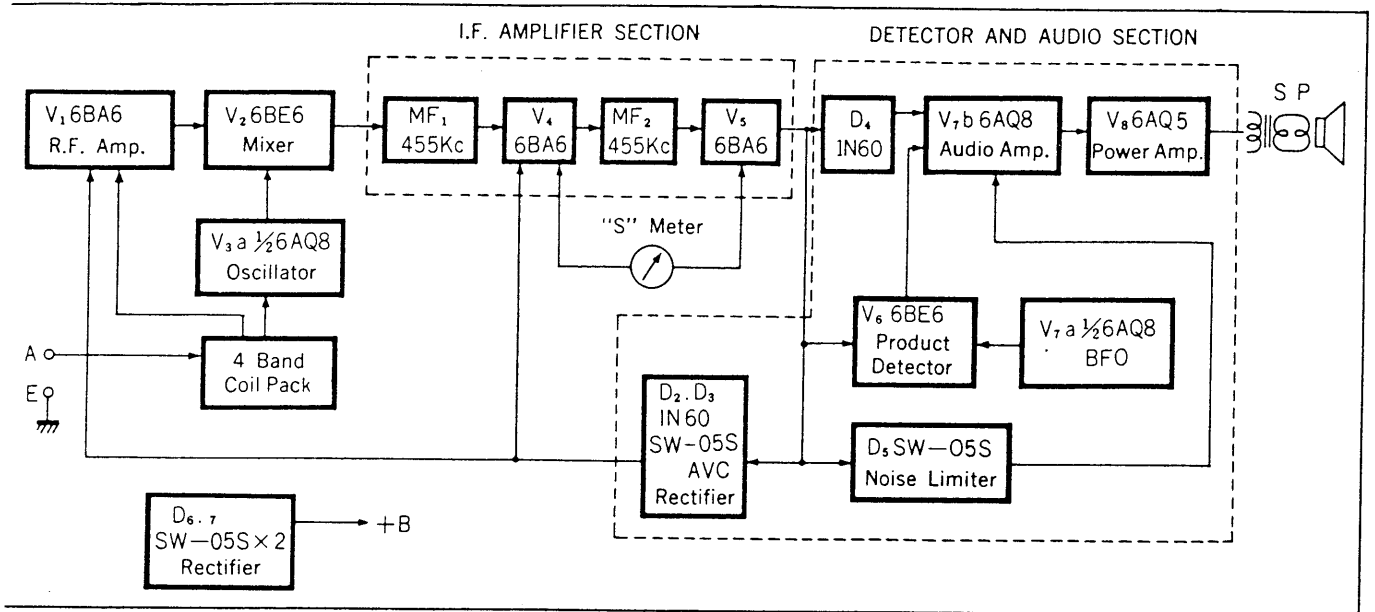 I.F. AMPLIFIER SECTION
DETECTOR AND AUDIO SECTION
V₁ 6BA6
R.F. Amp.
V₂ 6BE6
Mixer
MF₁
455Kc
V₄
6BA6
MF₂
455Kc
V₅
6BA6
D₄
1N60
V₇b 6AQ8
Audio Amp.
V₈ 6AQ5
Power Amp.
S P
"S" Meter
V₃a ½6AQ8
Oscillator
A
4 Band
Coil Pack
E
V₆ 6BE6
Product
Detector
V₇a ½6AQ8
BFO
D₂. D₃
IN60
SW-05S
AVC
Rectifier
D₅ SW—05S
Noise Limiter
D₆.₇
SW—05S×2
Rectifier
+B